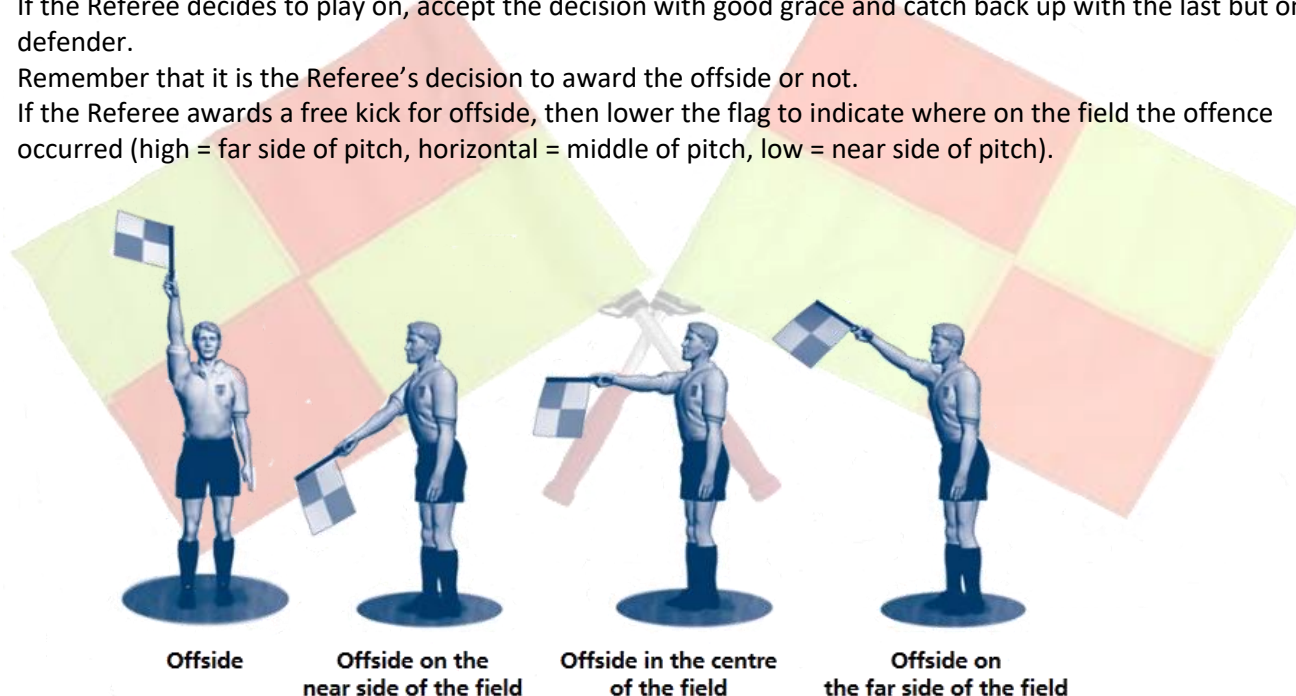 If the Referee decides to play on, accept the decision with good grace and catch back up with the last but
defender.
Remember that it is the Referee's decision to award the offside or not.
If the Referee awards a free kick for offside, then lower the flag to indicate where on the field the offence
occurred (high = far side of pitch, horizontal = middle of pitch, low = near side of pitch).
Offside
Offside on the
near side of the field
Offside in the centre
of the field
Offside on
the far side of the field